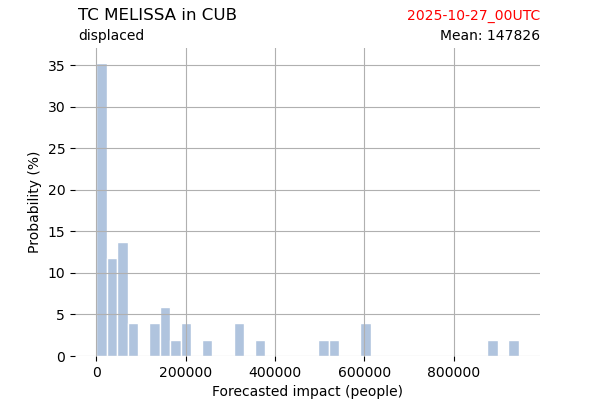 TC MELISSA in CUB
2025-10-27_00UTC
displaced
Mean: 147826
Probability (%)
35
30
25
20
15
10
5
0
0 200000 400000 600000 800000
Forecasted impact (people)